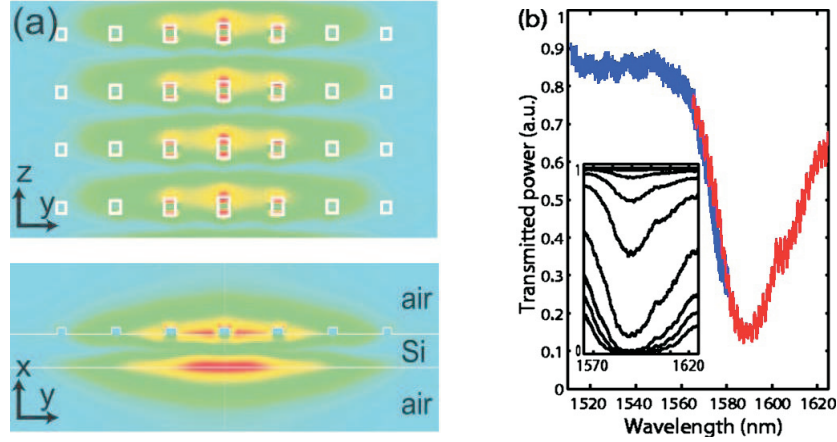 (a)
z
y
air
Si
x
y
air
(b)
Transmitted power (a.u.)
1
0.9
0.8
0.7
0.6
0.5
0.4
0.3
0.2
0.1
0
1
0
1570
1620
1520 1540 1560 1580 1600 1620
Wavelength (nm)